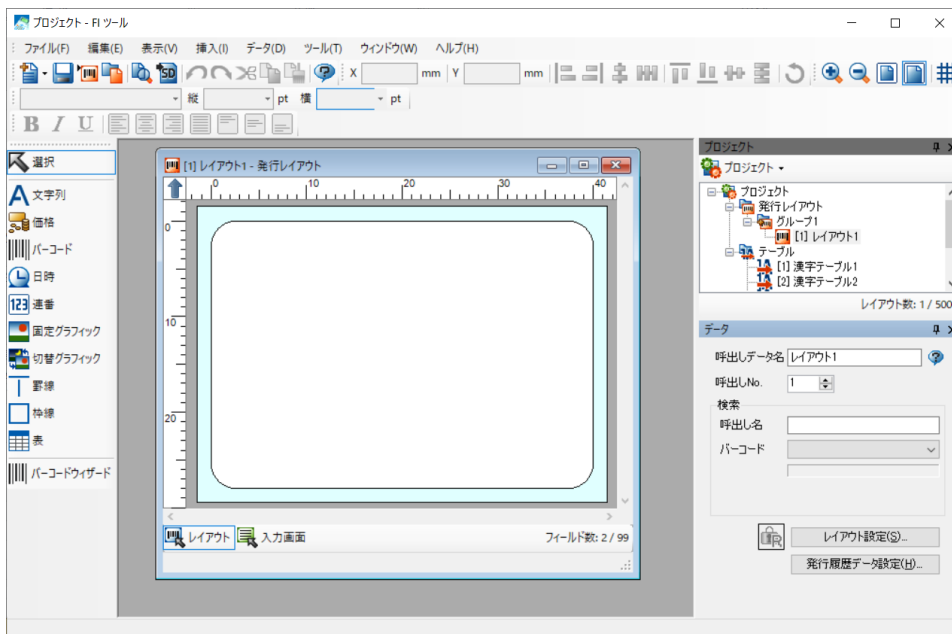 プロジェクト - FI ツール
ファイル(F) 編集(E) 表示(V) 挿入(I) データ(D) ツール(T) ウィンドウ(W) ヘルプ(H)
SD X mm Y mm
縦 pt 横 pt
B I U
選択
A 文字列
価格
バーコード
日時
123 連番
固定グラフィック
切替グラフィック
罫線
枠線
表
バーコードウィザード
[1] レイアウト1 - 発行レイアウト
0 10 20 30 40
0
10
20
レイアウト 入力画面 フィールド数: 2 / 99
プロジェクト
プロジェクト
プロジェクト
発行レイアウト
グループ1
[1] レイアウト1
テーブル
[1] 漢字テーブル1
[2] 漢字テーブル2
レイアウト数: 1 / 500
データ
呼出しデータ名 レイアウト1
呼出しNo. 1
検索
呼出し名
バーコード
レイアウト設定(S)...
発行履歴データ設定(H)...